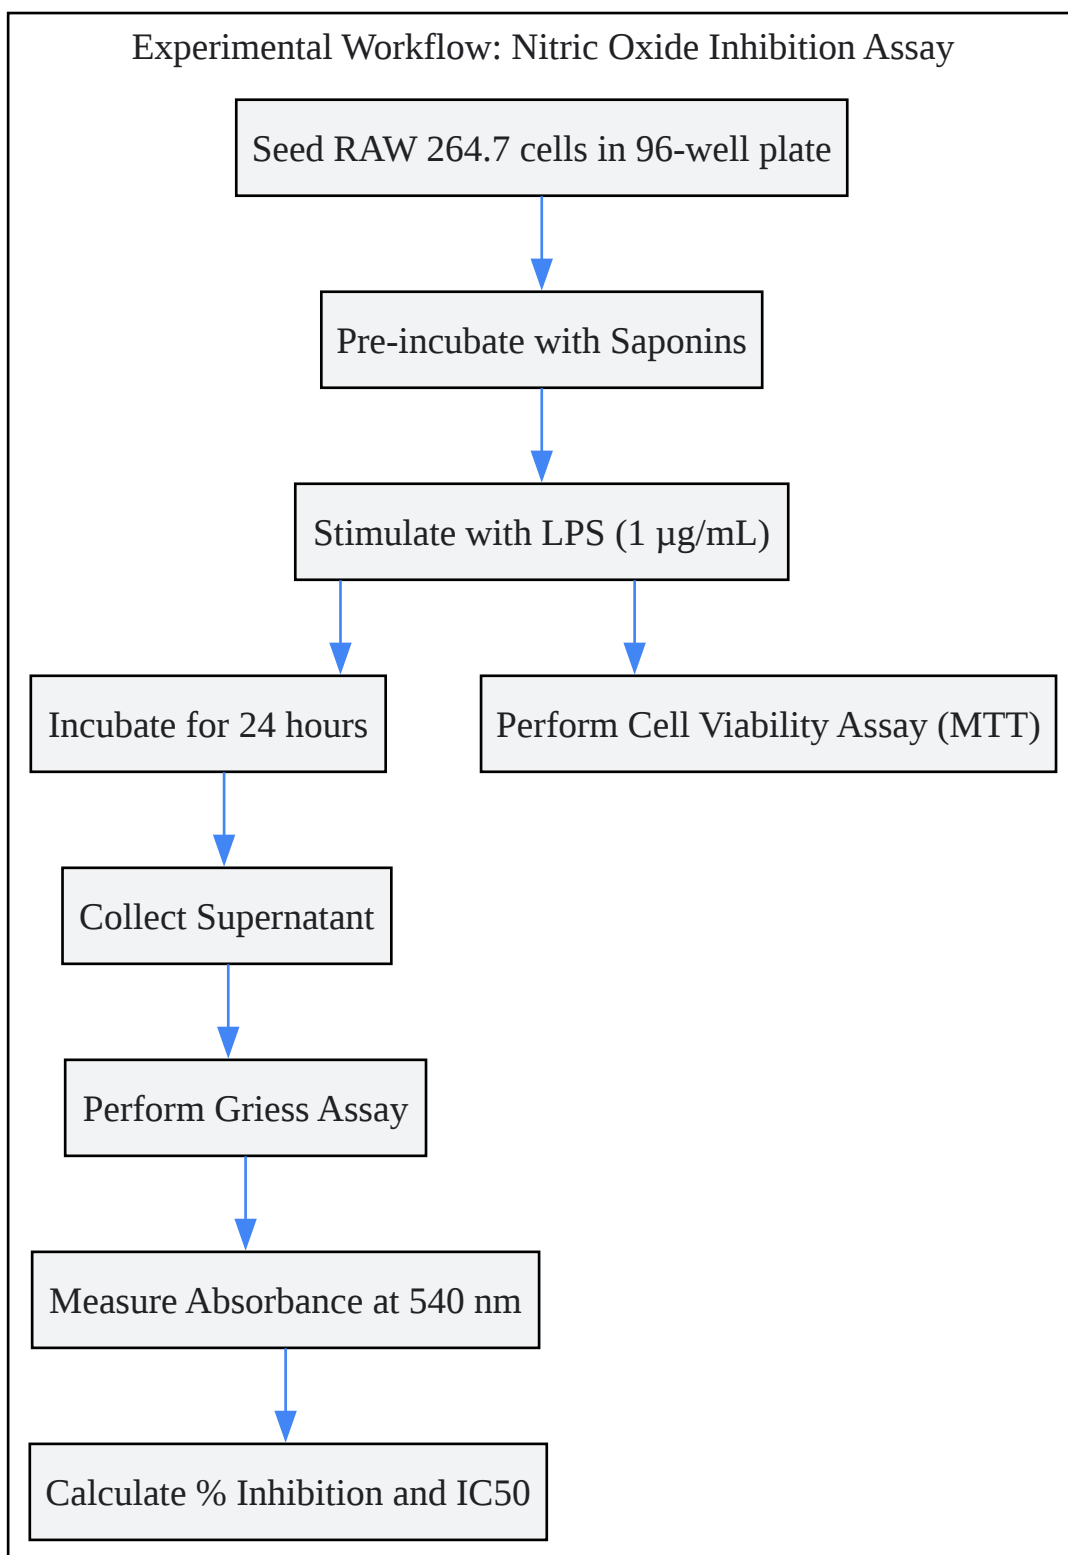 Experimental Workflow: Nitric Oxide Inhibition Assay
Seed RAW 264.7 cells in 96-well plate
Pre-incubate with Saponins
Stimulate with LPS (1 µg/mL)
Incubate for 24 hours
Perform Cell Viability Assay (MTT)
Collect Supernatant
Perform Griess Assay
Measure Absorbance at 540 nm
Calculate % Inhibition and IC50